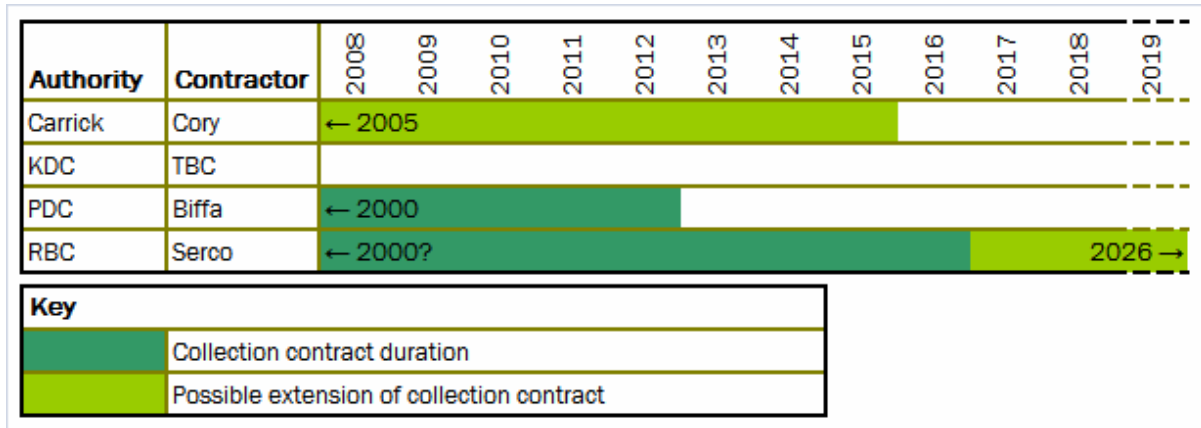 Authority Contractor 2008 2009 2010 2011 2012 2013 2014 2015 2016 2017 2018 2019
Carrick Cory ← 2005
KDC TBC
PDC Biffa ← 2000
RBC Serco ← 2000? 2026 →
Key
Collection contract duration
Possible extension of collection contract